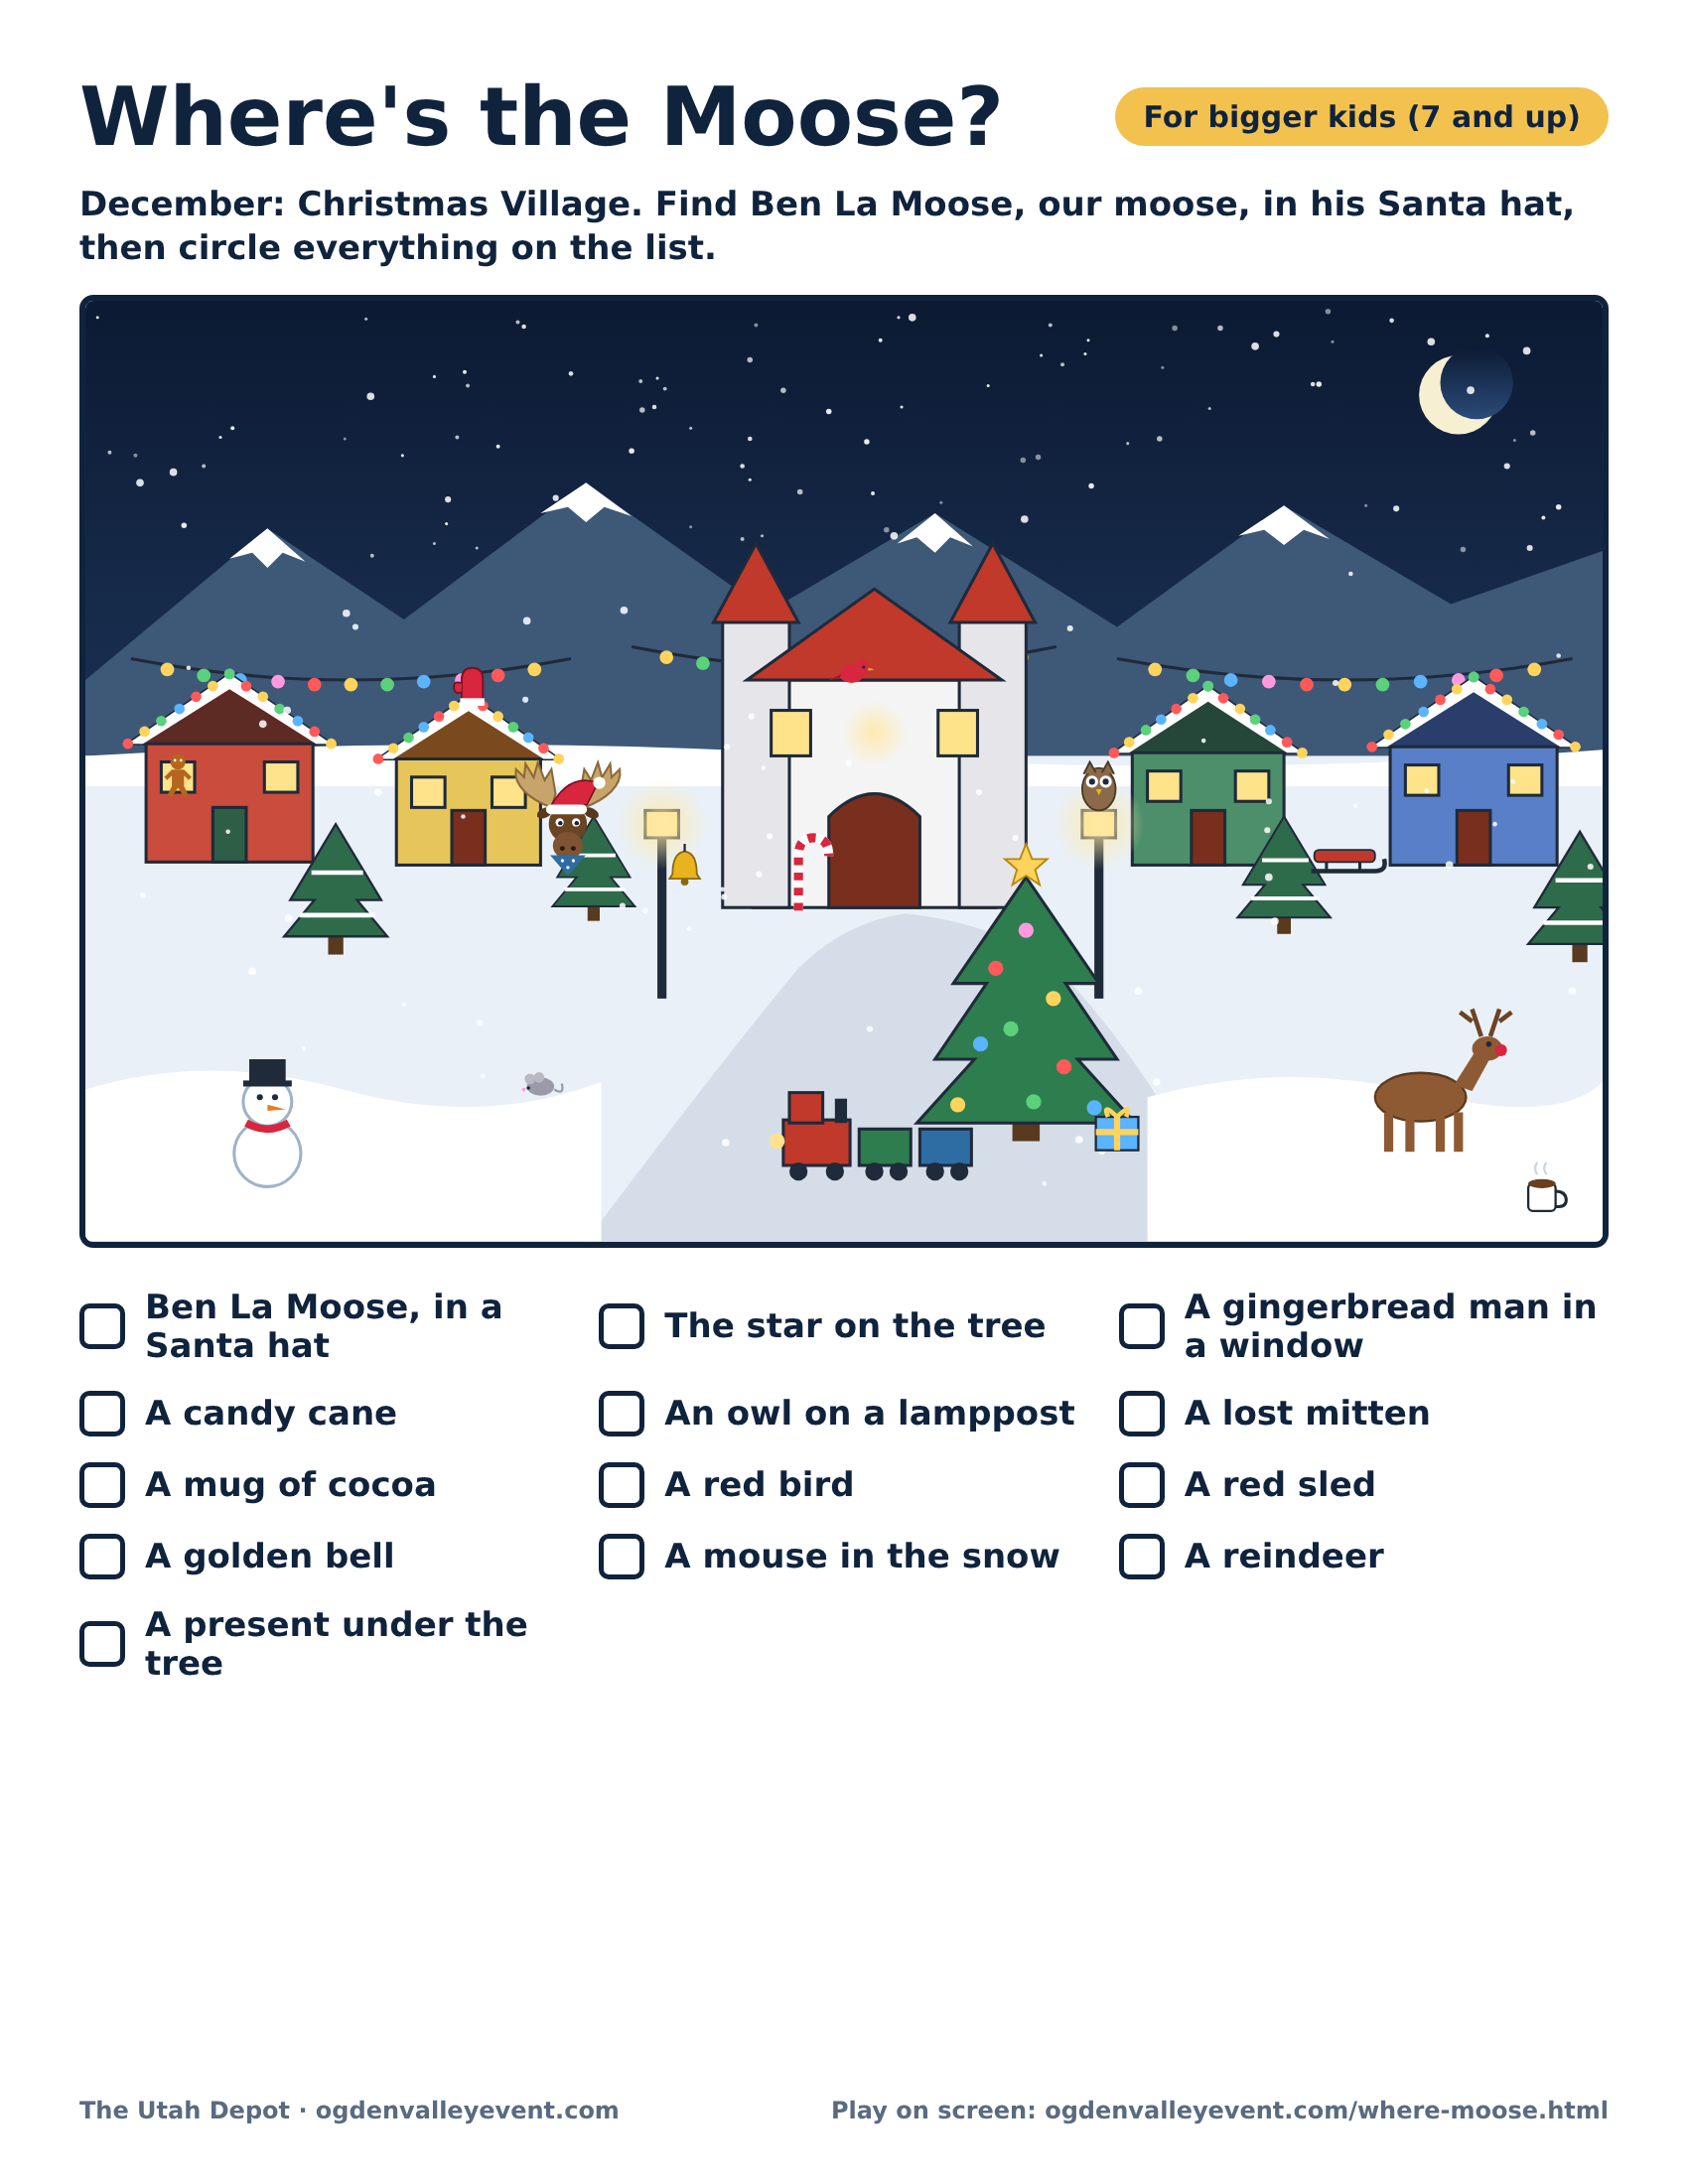 Where's the Moose?
For bigger kids (7 and up)
December: Christmas Village. Find Ben La Moose, our moose, in his Santa hat,
then circle everything on the list.
Ben La Moose, in a
Santa hat
The star on the tree
A gingerbread man in
a window
A candy cane
An owl on a lamppost
A lost mitten
A mug of cocoa
A red bird
A red sled
A golden bell
A mouse in the snow
A reindeer
A present under the
tree
The Utah Depot · ogdenvalleyevent.com
Play on screen: ogdenvalleyevent.com/where-moose.html